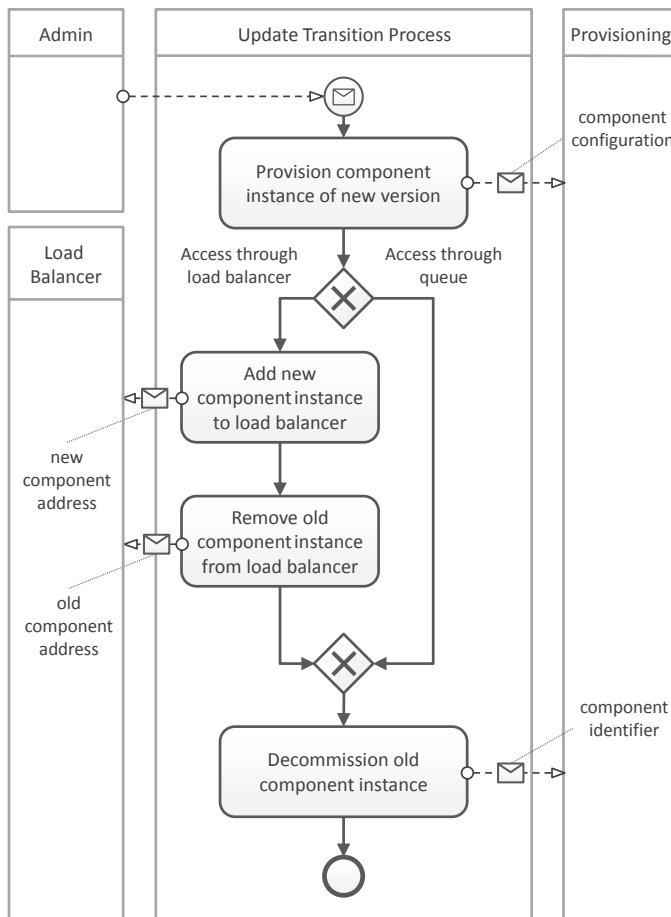 Admin
Update Transition Process
Provisioning
component
configuration
Provision component
instance of new version
Load
Balancer
Access through
load balancer
Access through
queue
Add new
component instance
to load balancer
new
component
address
Remove old
component instance
from load balancer
old
component
address
component
identifier
Decommission old
component instance